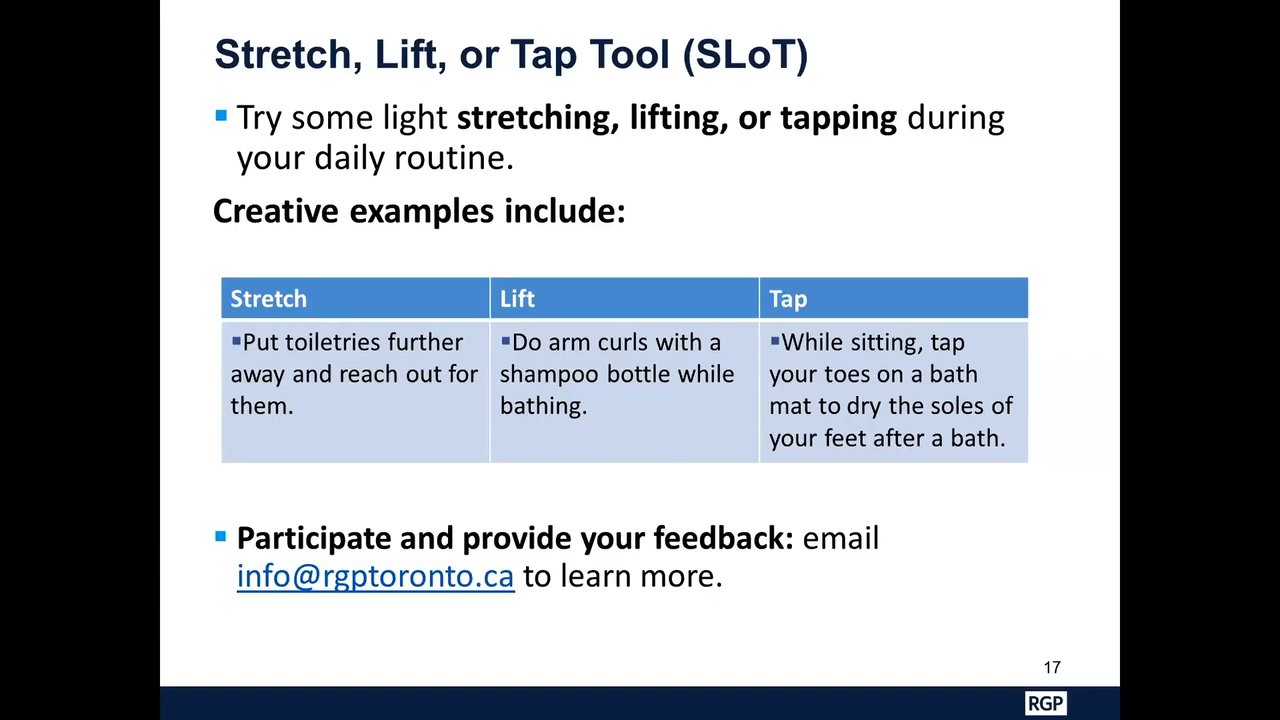 Stretch, Lift, or Tap Tool (SLoT)
▪ Try some light stretching, lifting, or tapping during
your daily routine.
Creative examples include:
Stretch
Lift
Tap
▪Put toiletries further
away and reach out for
them.
▪Do arm curls with a
shampoo bottle while
bathing.
▪While sitting, tap
your toes on a bath
mat to dry the soles of
your feet after a bath.
▪ Participate and provide your feedback: email
info@rgptoronto.ca to learn more.
17
RGP